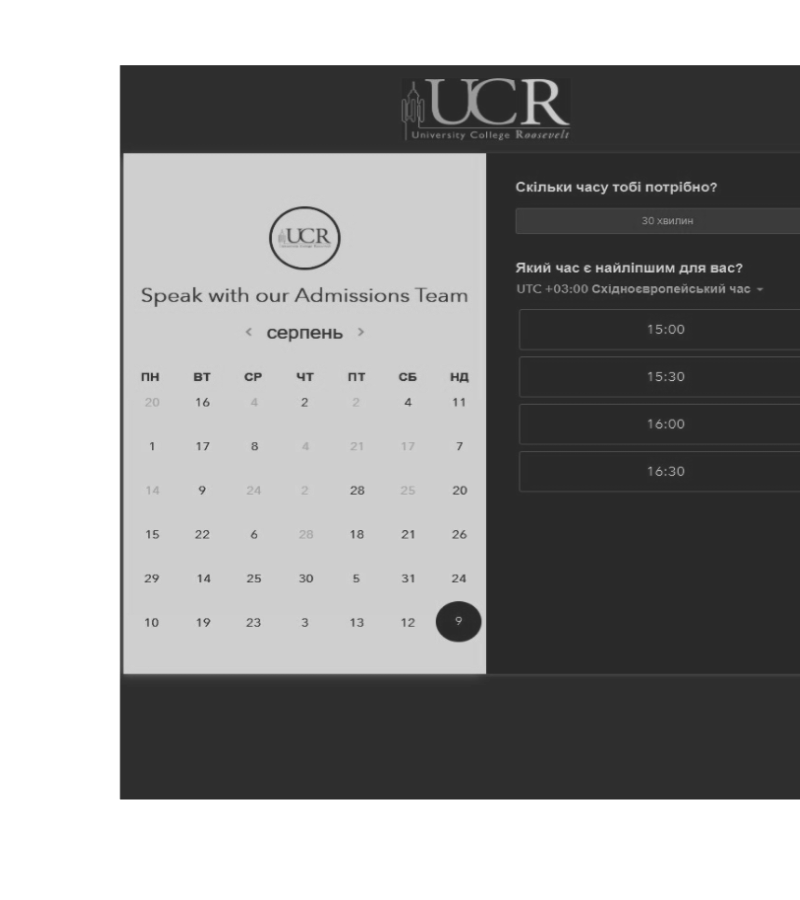 UCR
University College Roosevelt
UCR
Speak with our Admissions Team
< серпень >
ПН ВТ СР ЧТ ПТ СБ НД
20 16 4 2 2 4 11
1 17 8 4 21 17 7
14 9 24 2 28 25 20
15 22 6 28 18 21 26
29 14 25 30 5 31 24
10 19 23 3 13 12 9
Скільки часу тобі потрібно?
30 хвилин
Який час є найліпшим для вас?
UTC +03:00 Східноєвропейський час
15:00
15:30
16:00
16:30